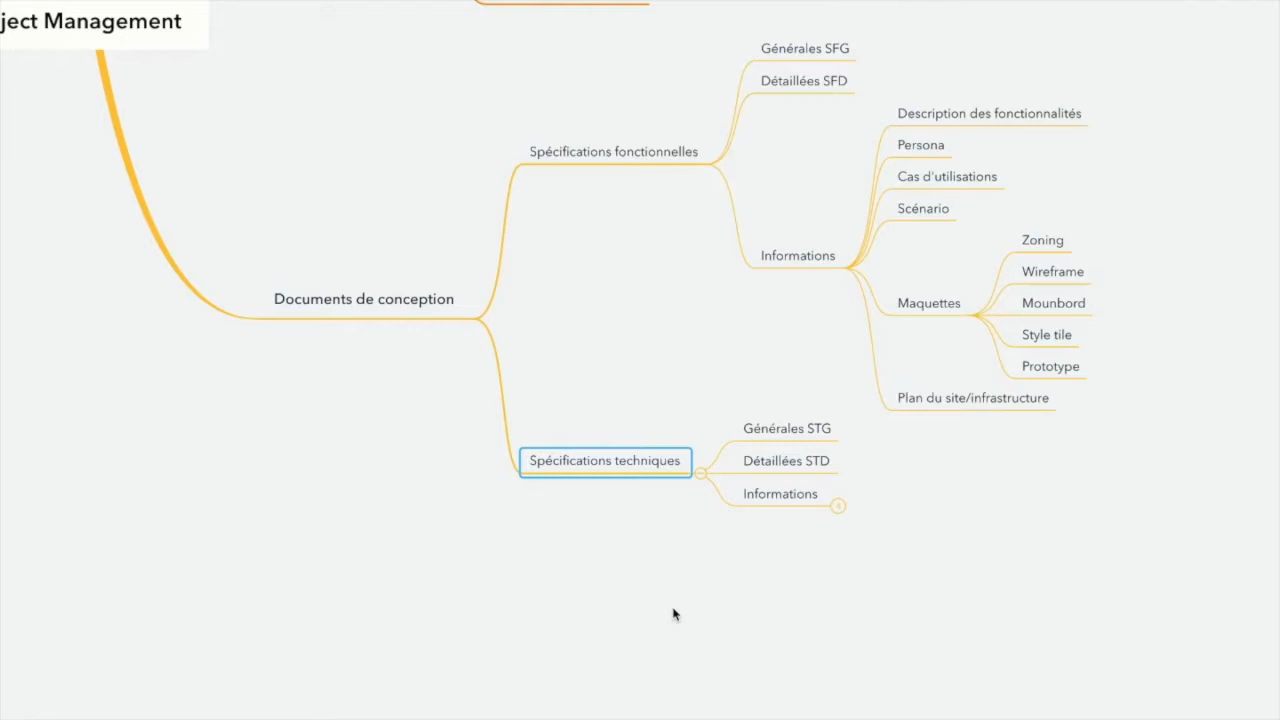 ject Management
Générales SFG
Détaillées SFD
Description des fonctionnalités
Persona
Spécifications fonctionnelles
Cas d'utilisations
Scénario
Zoning
Informations
Wireframe
Documents de conception
Maquettes
Mounbord
Style tile
Prototype
Plan du site/infrastructure
Générales STG
Spécifications techniques
Détaillées STD
Informations